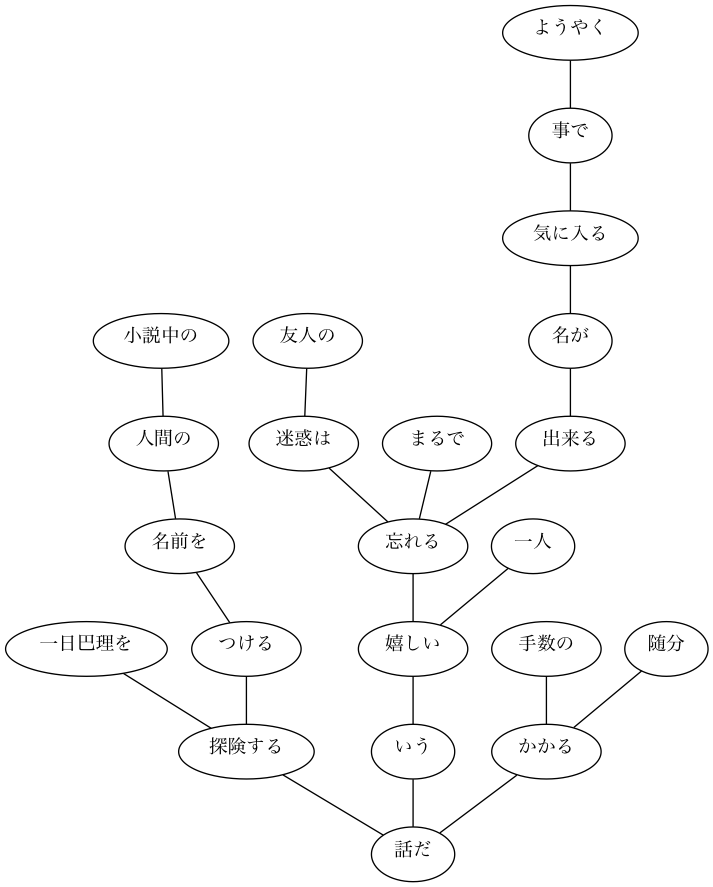 ようやく
事で
気に入る
小説中の 友人の 名が
人間の 迷惑は まるで 出来る
名前を 忘れる 一人
一日巴理を つける 嬉しい 手数の 随分
探険する いう かかる
話だ